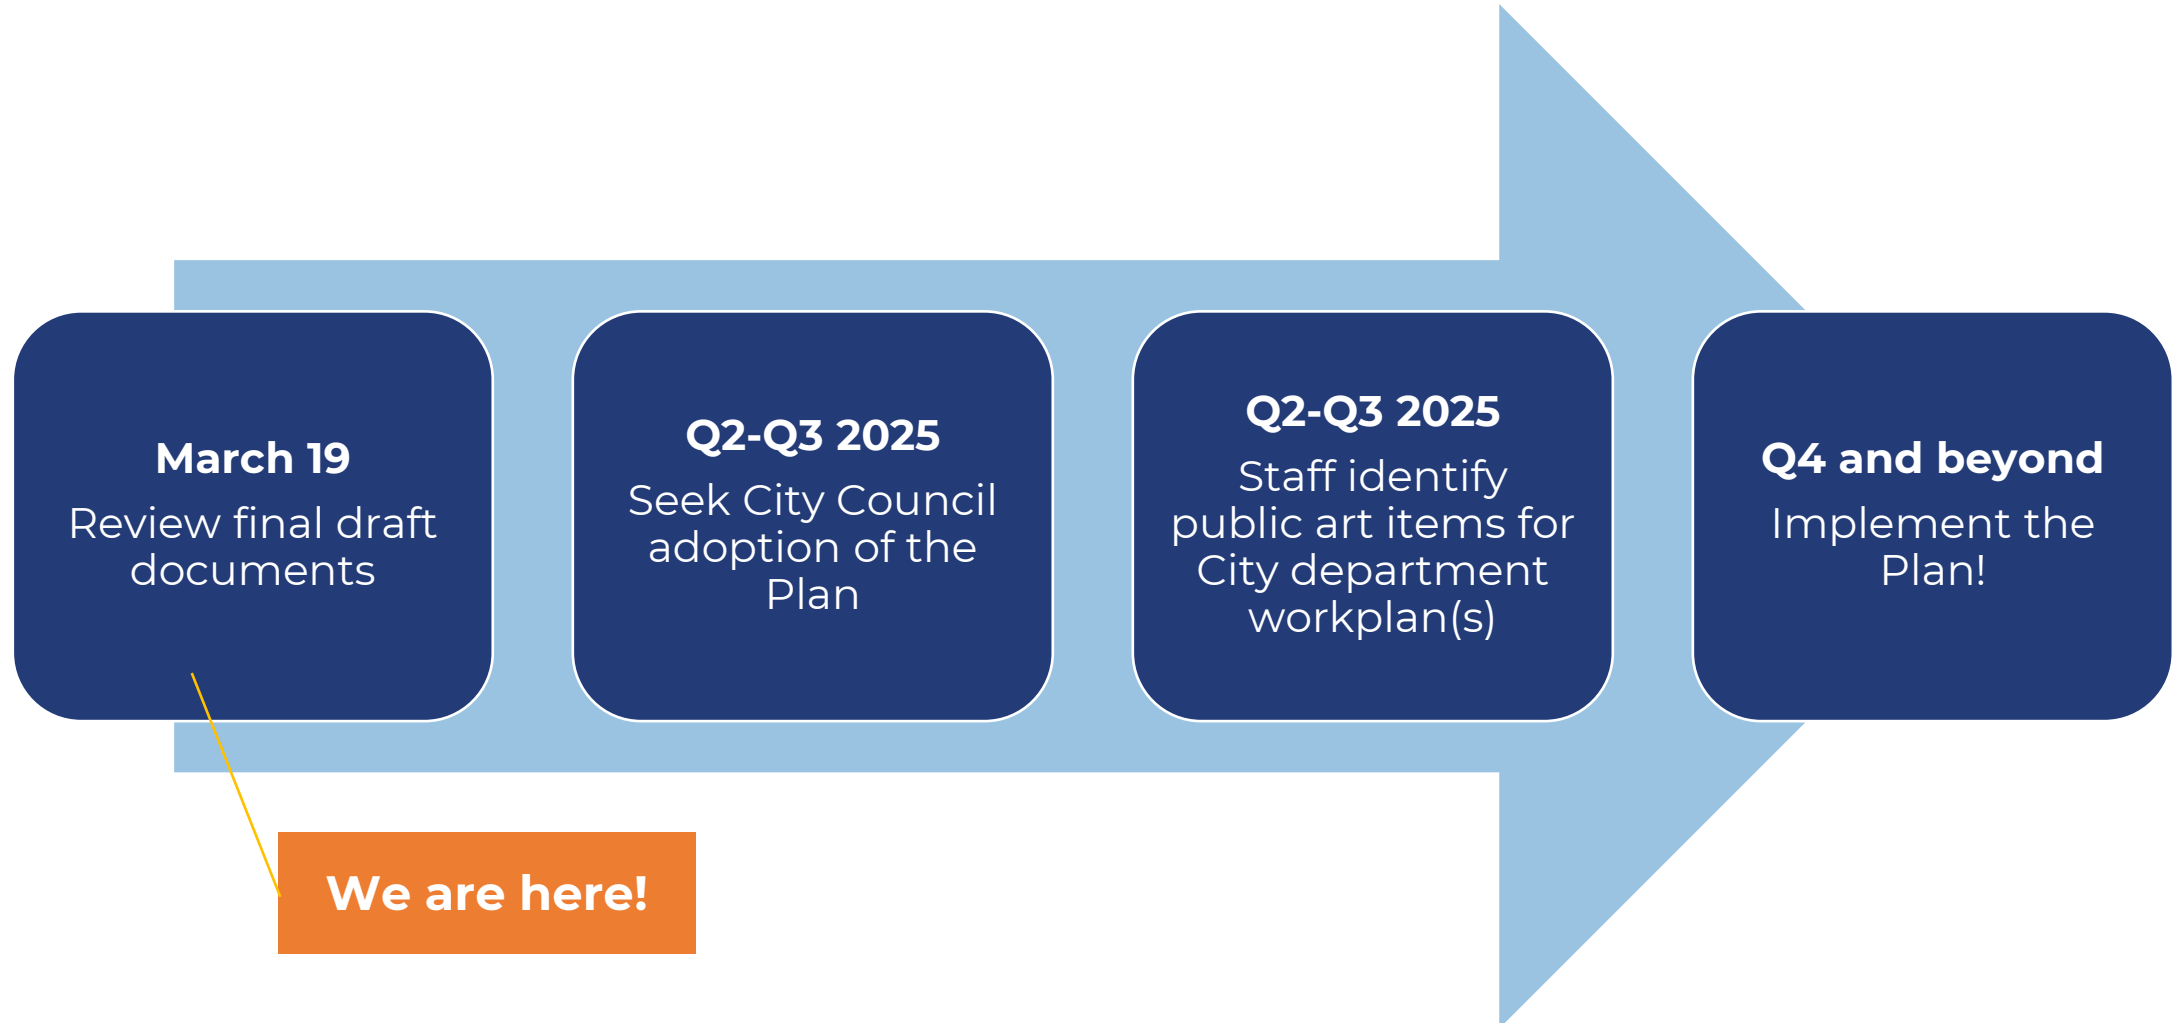 March 19
Review final draft
documents
Q2-Q3 2025
Seek City Council
adoption of the
Plan
Q2-Q3 2025
Staff identify
public art items for
City department
workplan(s)
Q4 and beyond
Implement the
Plan!
We are here!